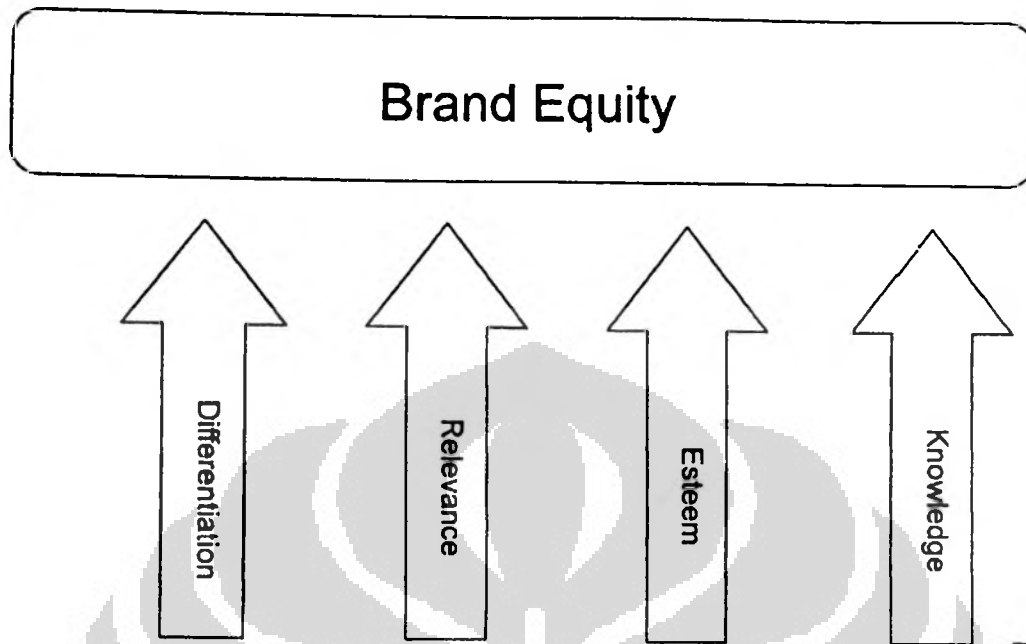 Brand Equity
Differentiation
Relevance
Esteem
Knowledge